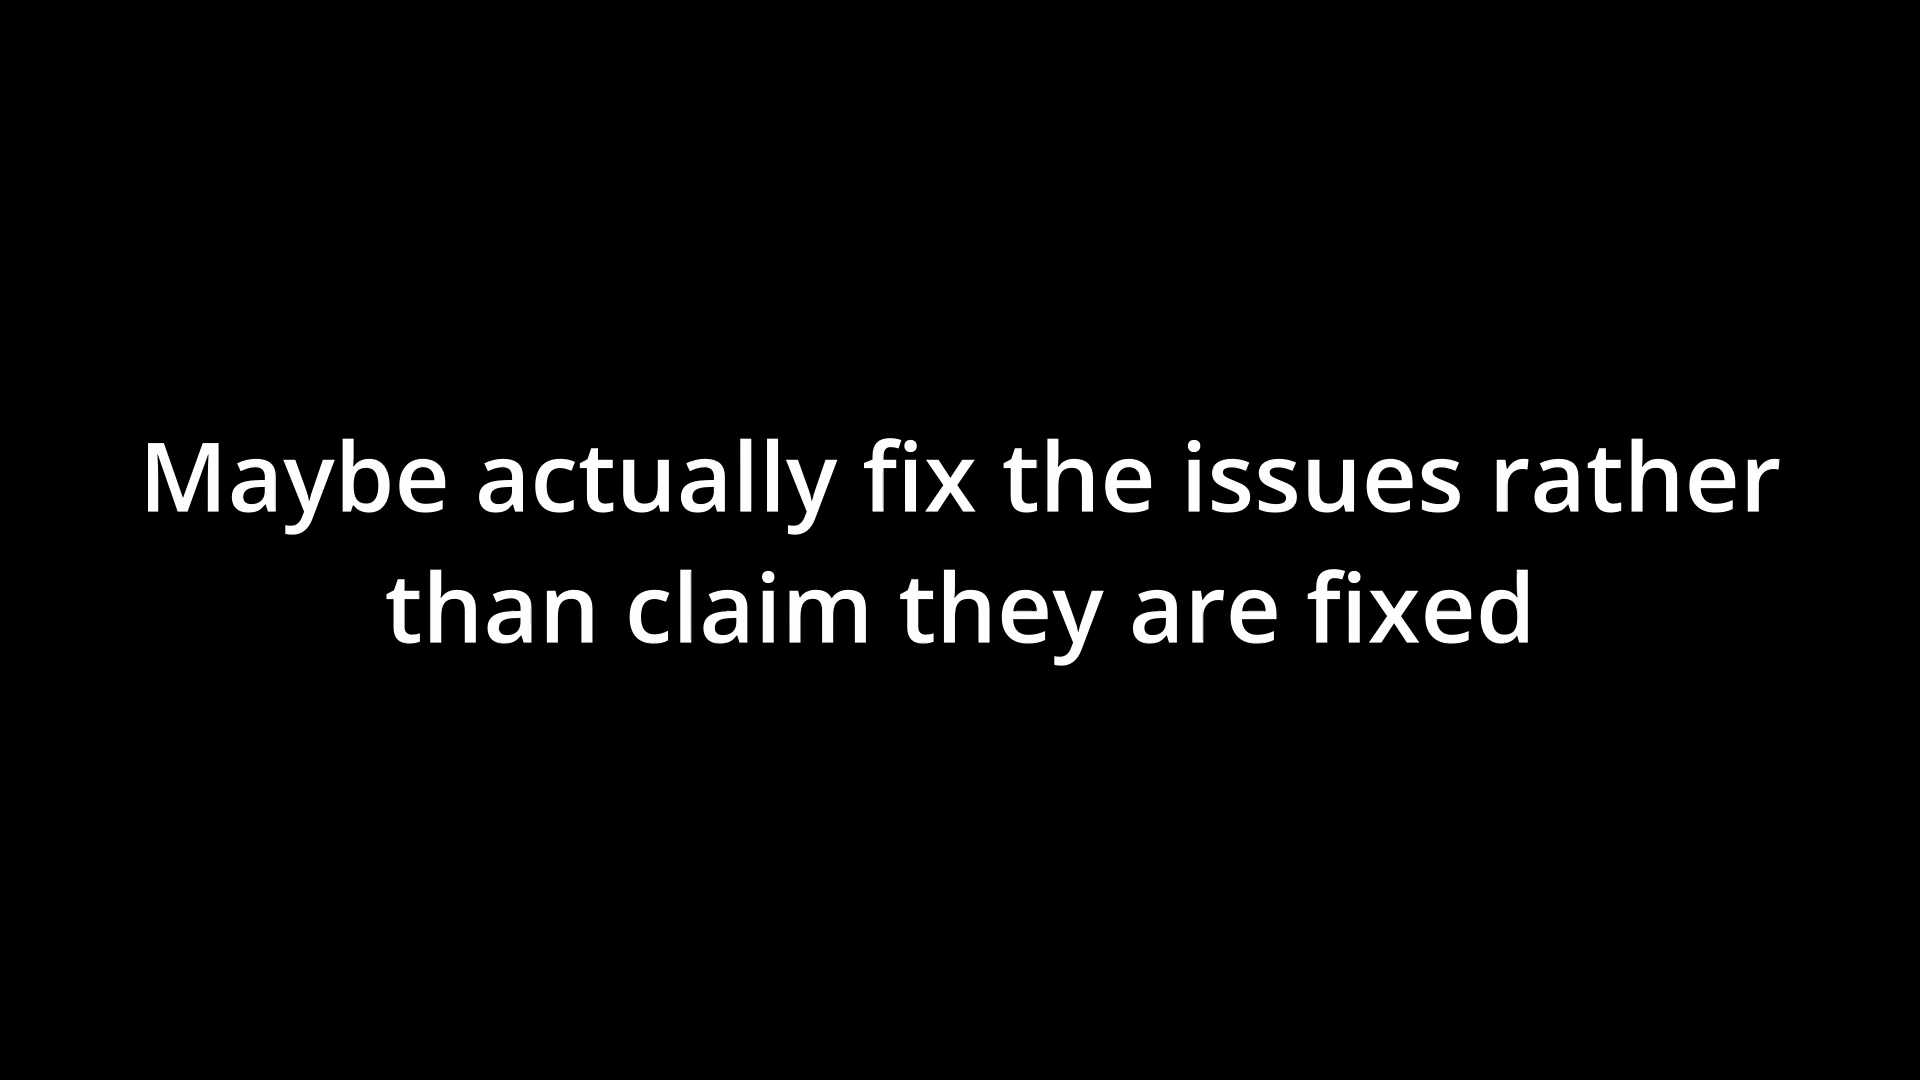 Maybe actually fix the issues rather
than claim they are fixed